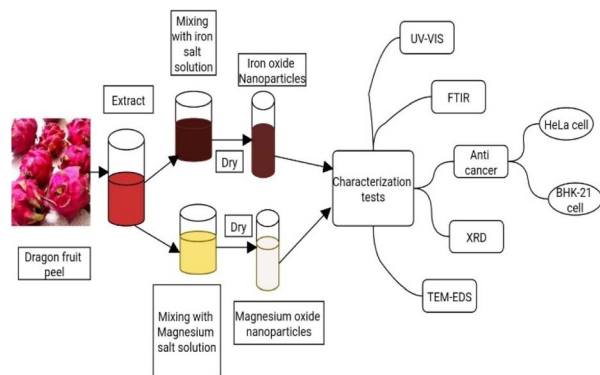 Mixing
with iron
salt
solution
Iron oxide
Nanoparticles
Extract
Dry
Dragon fruit
peel
Dry
Mixing with
Magnesium
salt solution
Magnesium oxide
nanoparticles
Characterization
tests
UV-VIS
FTIR
Anti
cancer
HeLa cell
BHK-21
cell
XRD
TEM-EDS